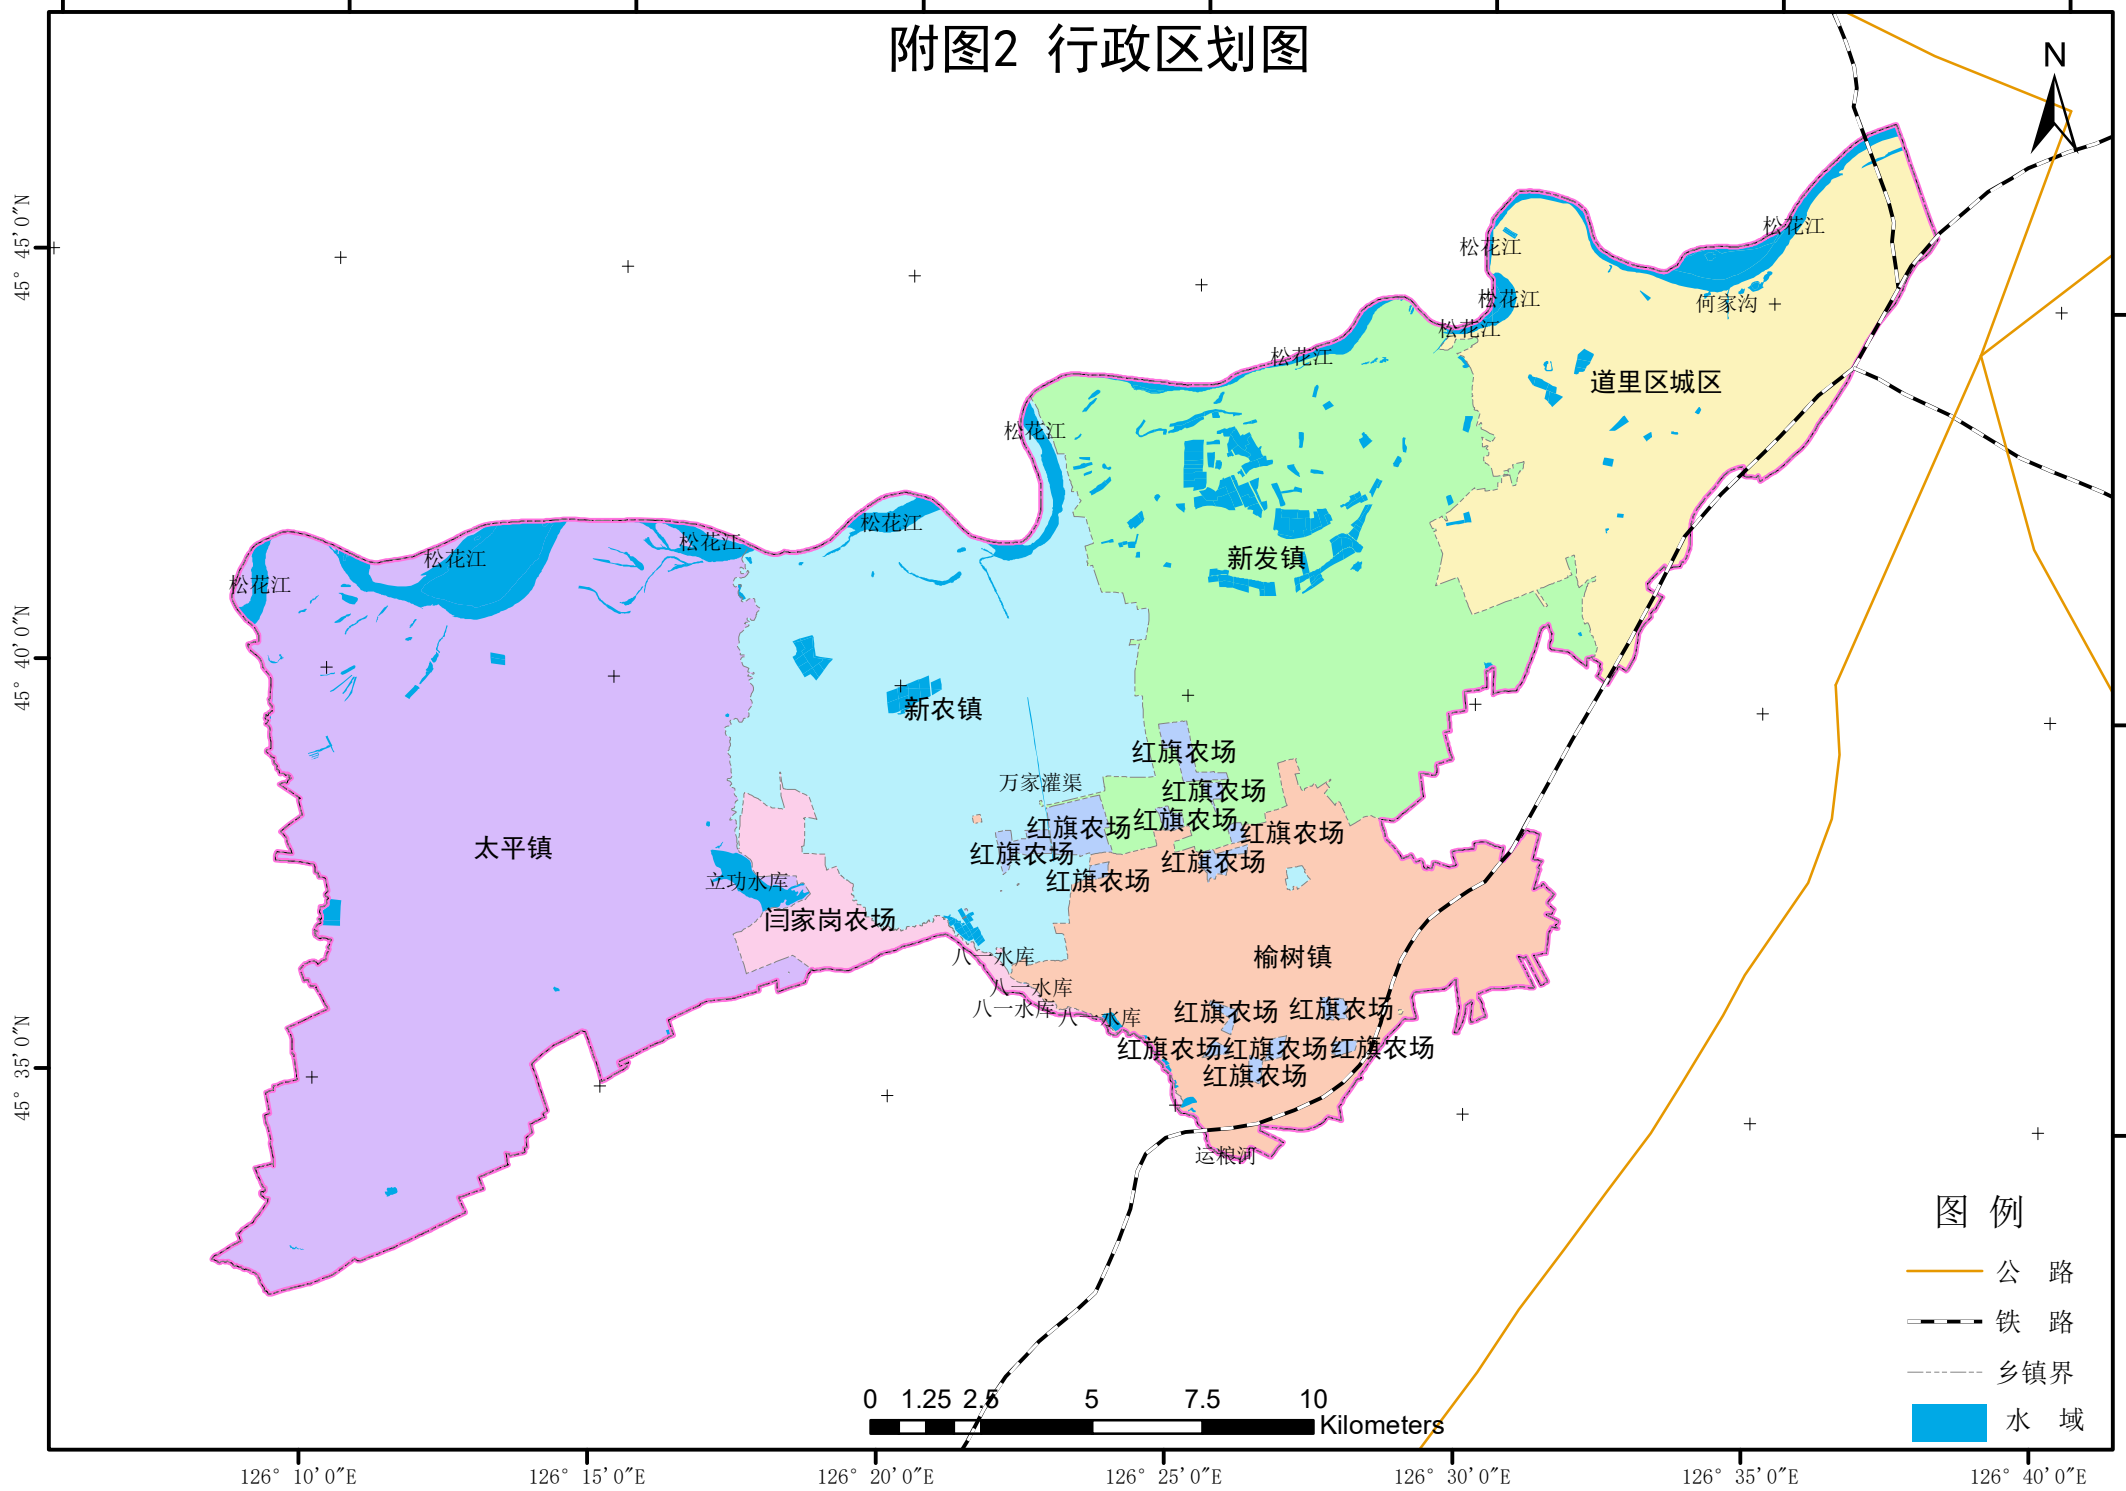 附图2 行政区划图
N
松花江
松花江
松花江
何家沟
松花江
松花江
道里区城区
松花江
松花江
松花江
松花江
松花江
新发镇
松花江
新农镇
红旗农场
万家灌渠
红旗农场
红旗农场
红旗农场
红旗农场
太平镇
红旗农场
红旗农场
立功水库
红旗农场
闫家岗农场
八一水库
榆树镇
八一水库
八一水库
八一水库
红旗农场
红旗农场
红旗农场
红旗农场
红旗农场
红旗农场
运粮河
图 例
公 路
铁 路
乡镇界
水 域
0 1.25 2.5 5 7.5 10
Kilometers
45° 45′0″N
45° 40′0″N
45° 35′0″N
126° 10′0″E
126° 15′0″E
126° 20′0″E
126° 25′0″E
126° 30′0″E
126° 35′0″E
126° 40′0″E